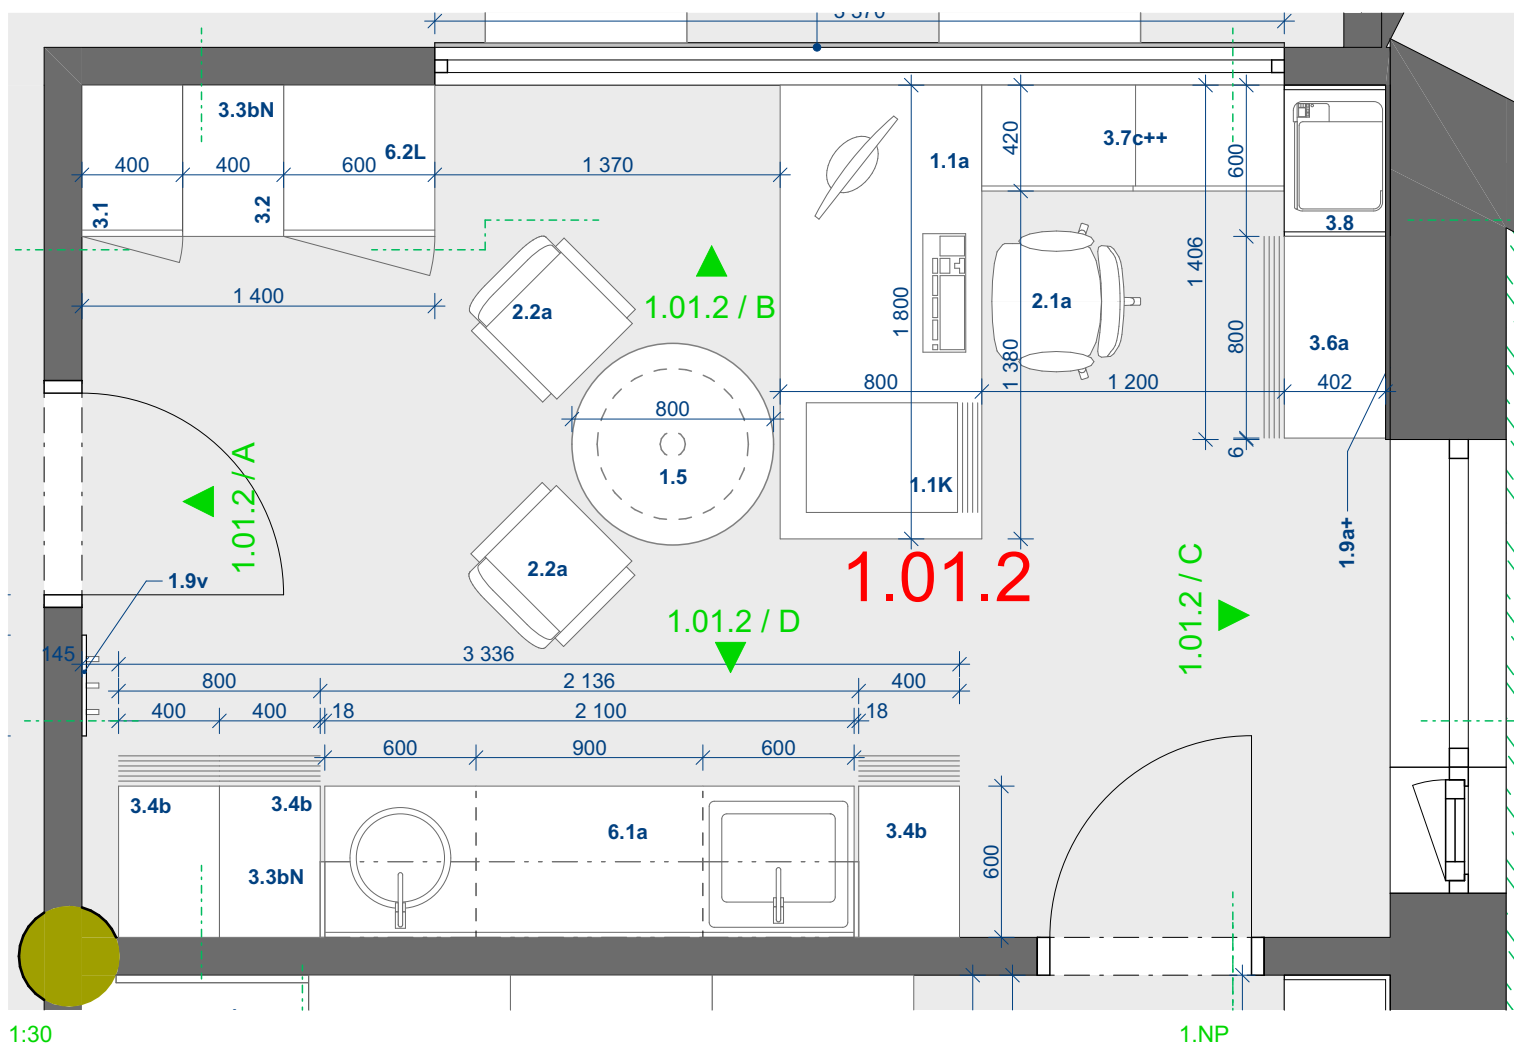 3 370
3.3bN
6.2L
400
400
600
1 370
3.1
3.2
1 400
1.1a
420
3.7c++
600
3.8
2.2a
1.01.2 / B
1 800
2.1a
1 406
800
3.6a
1 380
800
1 200
402
800
1.5
1.1K
6
1.01.2 / A
1.9a+
1.01.2
1.9v
2.2a
1.01.2 / D
1.01.2 / C
145
3 336
800
2 136
400
400
400
18
2 100
18
600
900
600
3.4b
3.4b
6.1a
3.4b
3.3bN
600
1:30
1.NP